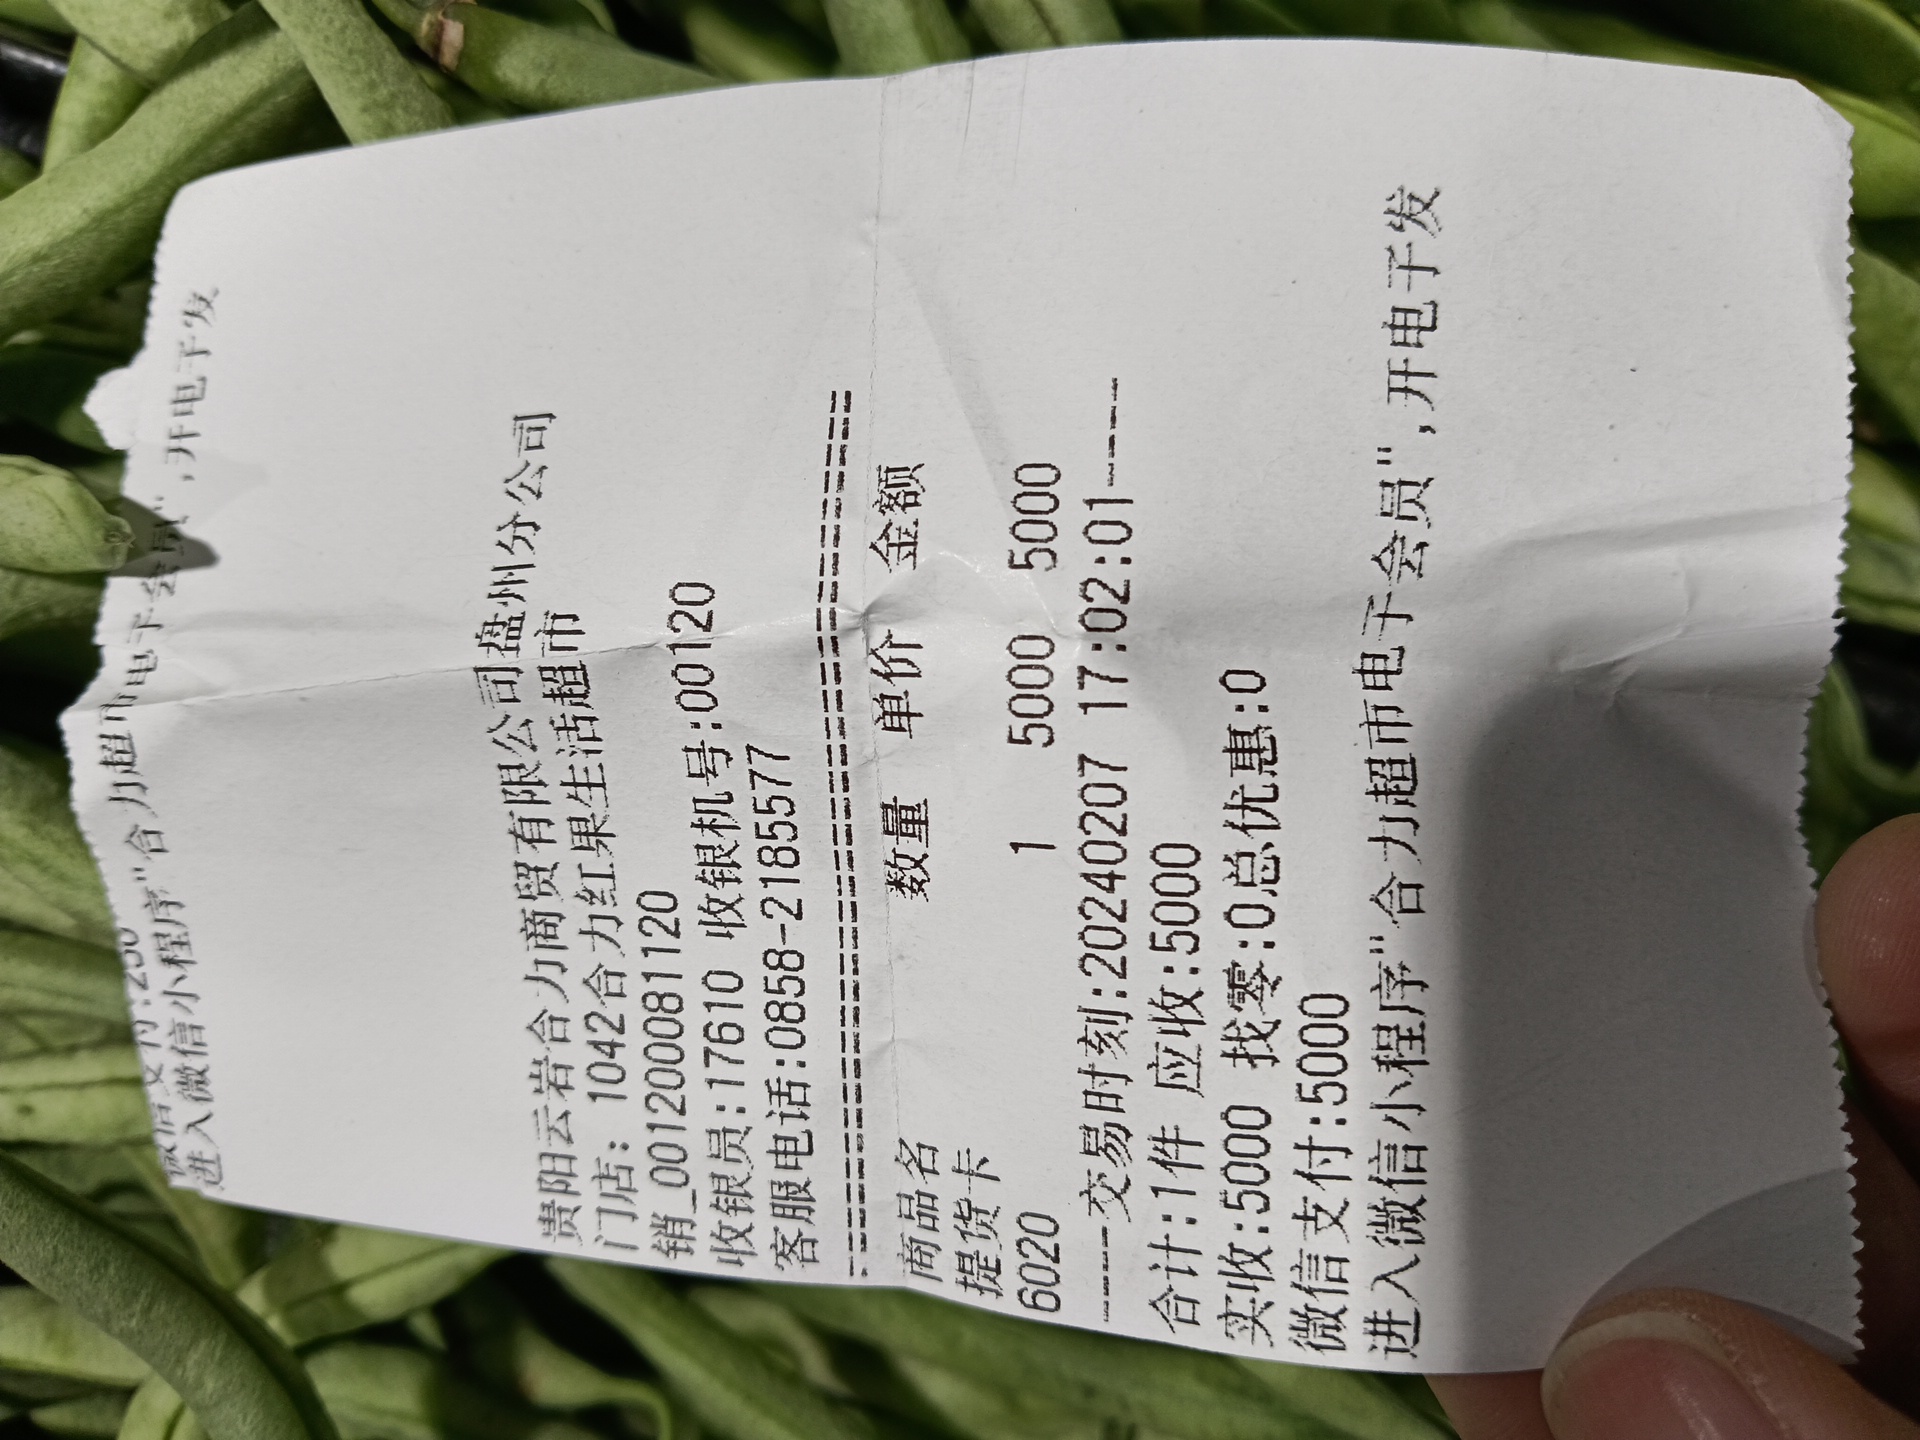 微信支付:250
进入微信小程序"合力超市电子会员",开电子发
贵阳云岩合力商贸有限公司盘州分公司
门店: 1042合力红果生活超市
销_00120008 1120
收银员:17610 收银机号:00120
客服电话:0858-2185577
================================
商品名 数量 单价 金额
提货卡
6020 1 5000 5000
----交易时刻:20240207 17:02:01----
合计:1件 应收:5000
实收:5000 找零:0总优惠:0
微信支付:5000
进入微信小程序"合力超市电子会员",开电子发